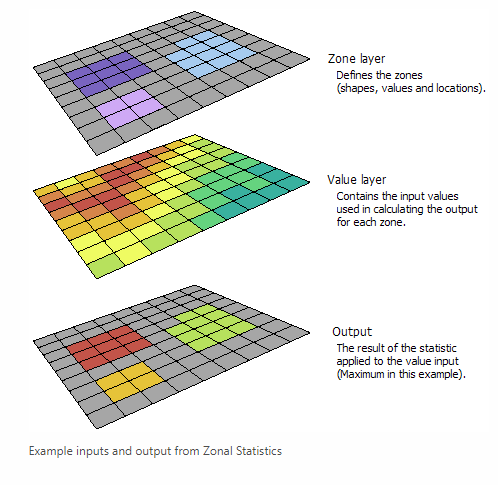 Zone layer
Defines the zones
(shapes, values and locations).
Value layer
Contains the input values
used in calculating the output
for each zone.
Output
The result of the statistic
applied to the value input
(Maximum in this example).
Example inputs and output from Zonal Statistics